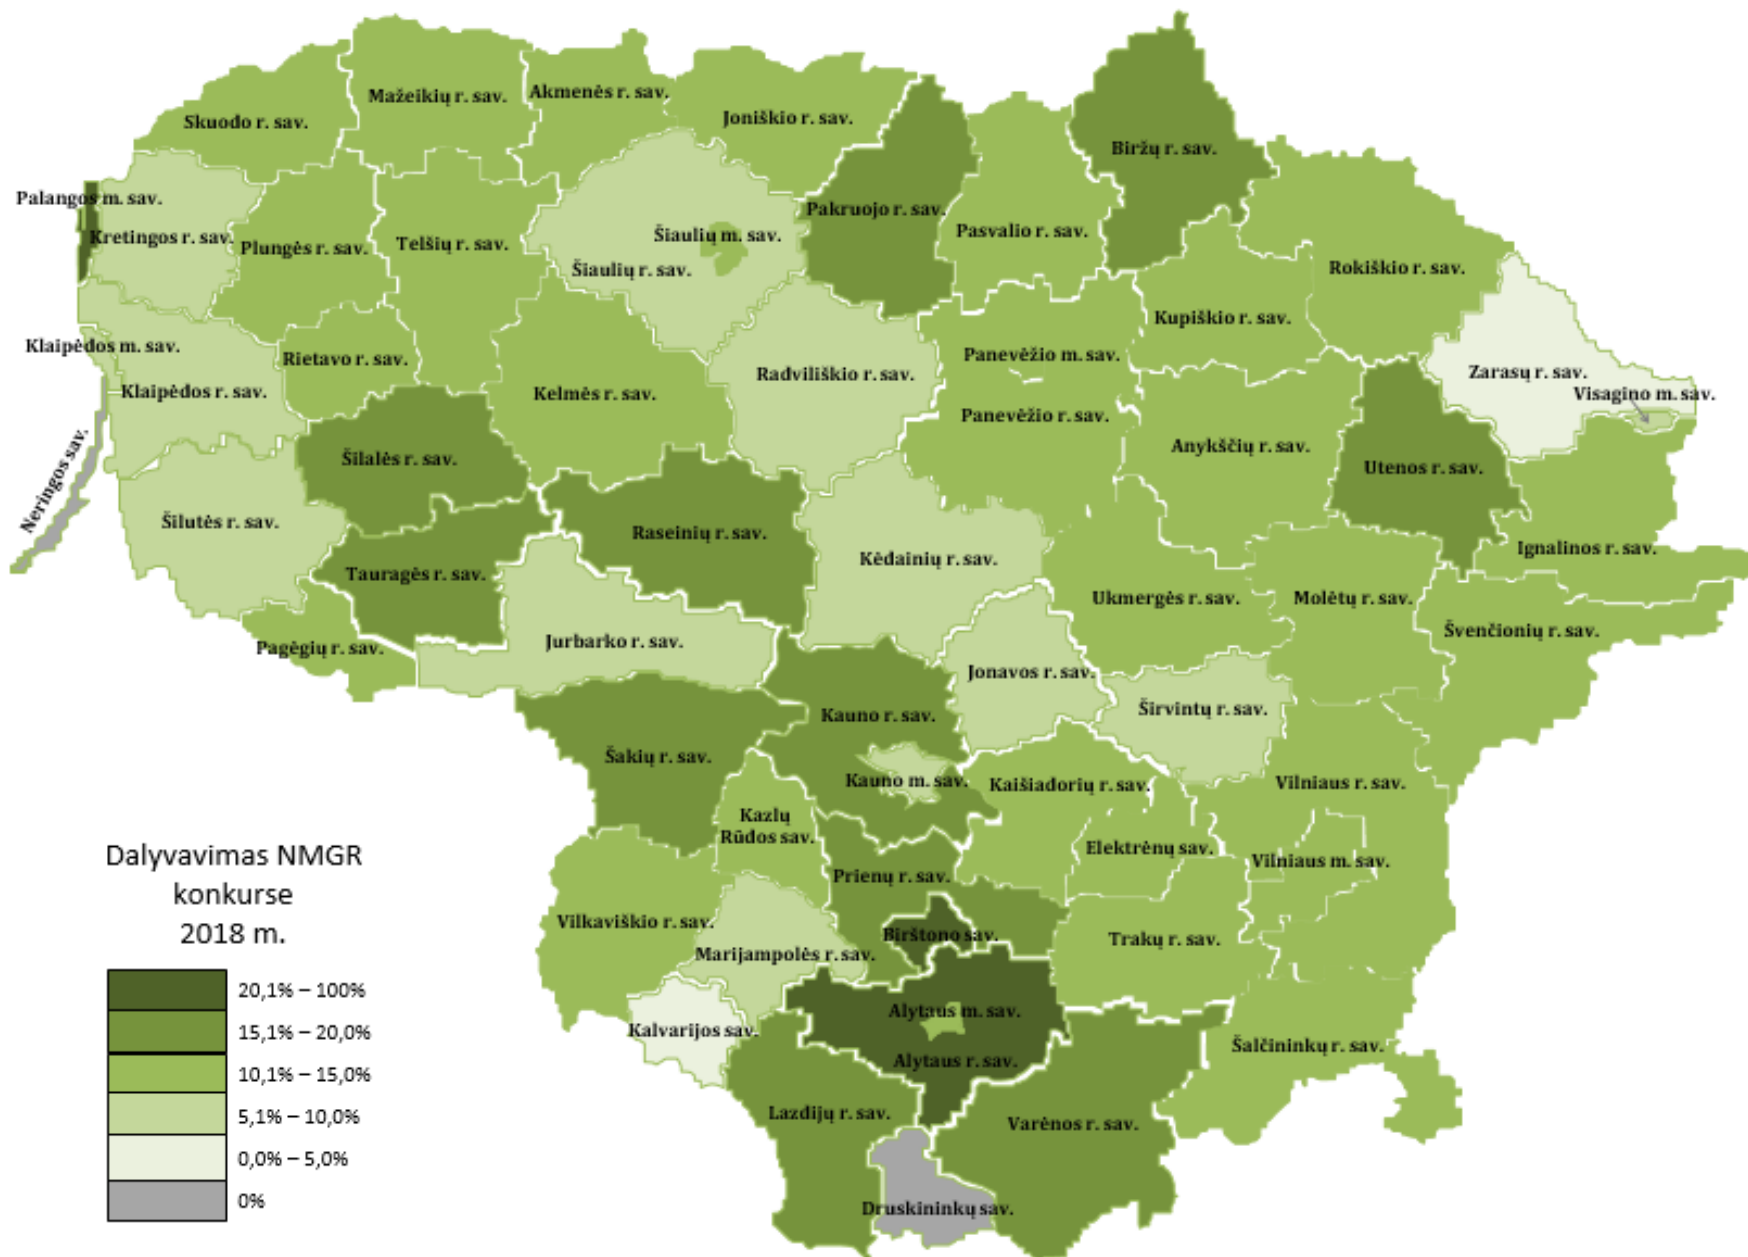 Mažeikių r. sav.
Akmenės r. sav.
Skuodo r. sav.
Joniškio r. sav.
Biržų r. sav.
Palangos m. sav.
Kretingos r. sav.
Plungės r. sav.
Telšių r. sav.
Šiaulių m. sav.
Šiaulių r. sav.
Pakruojo r. sav.
Pasvalio r. sav.
Rokiškio r. sav.
Kupiškio r. sav.
Klaipėdos m. sav.
Rietavo r. sav.
Panevėžio m. sav.
Klaipėdos r. sav.
Kelmės r. sav.
Radviliškio r. sav.
Zarasų r. sav.
Visagino m. sav.
Panevėžio r. sav.
Anykščių r. sav.
Utenos r. sav.
Neringos sav.
Šilalės r. sav.
Šilutės r. sav.
Raseinių r. sav.
Kėdainių r. sav.
Ignalinos r. sav.
Tauragės r. sav.
Ukmergės r. sav.
Molėtų r. sav.
Švenčionių r. sav.
Pagėgių r. sav.
Jurbarko r. sav.
Jonavos r. sav.
Širvintų r. sav.
Kauno r. sav.
Šakių r. sav.
Kauno m. sav.
Kaišiadorių r. sav.
Vilniaus r. sav.
Kazlų
Rūdos sav.
Elektrėnų sav.
Vilniaus m. sav.
Prienų r. sav.
Vilkaviškio r. sav.
Birštono sav.
Trakų r. sav.
Marijampolės r. sav.
Kalvarijos sav.
Alytaus m. sav.
Alytaus r. sav.
Šalčininkų r. sav.
Lazdijų r. sav.
Varėnos r. sav.
Druskininkų sav.
Dalyvavimas NMGR
konkurse
2018 m.
20,1% – 100%
15,1% – 20,0%
10,1% – 15,0%
5,1% – 10,0%
0,0% – 5,0%
0%